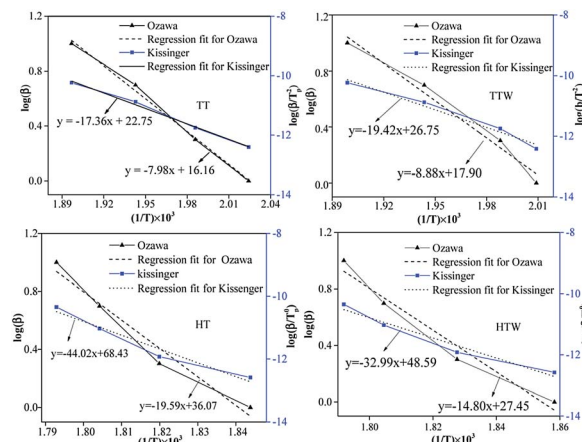 1.2
0.8
0.4
0.0
log(β)
-8
-10
-12
-14
log(β/T²p)
Ozawa
Regression fit for Ozawa
Kissinger
Regression fit for Kissinger
TT
y = -17.36x + 22.75
y = -7.98x + 16.16
1.89 1.92 1.95 1.98 2.01 2.04
(1/T)×10³
1.2
0.8
0.4
0.0
log(β)
-8
-10
-12
-14
Ozawa
Regression fit for Ozawa
Kissinger
Regression fit for Kissinger
TTW
y=-19.42x+26.75
y=-8.88x+17.90
1.89 1.92 1.95 1.98 2.01
(1/T)×10³
1.2
0.8
0.4
0.0
log(β)
-8
-10
-12
-14
Ozawa
Regression fit for Ozawa
kissinger
Regression fit for Kissenger
HT
y=-44.02x+68.43
y=-19.59x+36.07
1.79 1.80 1.81 1.82 1.83 1.84
(1/T)×10³
1.2
0.8
0.4
0.0
log(β)
-8
-10
-12
-14
Ozawa
Regression fit for Ozawa
Kissinger
Regression fit for Kissinger
HTW
y=-32.99x+48.59
y=-14.80x+27.45
1.80 1.82 1.84 1.86
(1/T)×10³